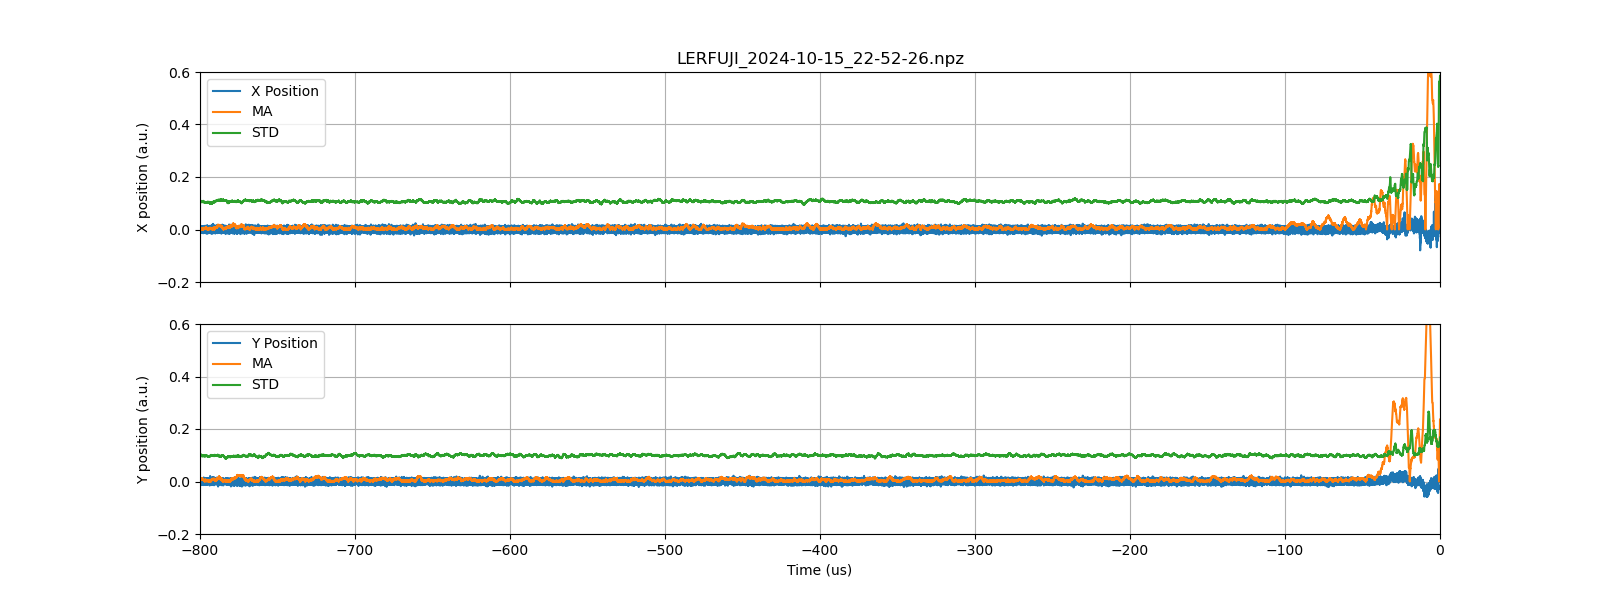 LERFUJI_2024-10-15_22-52-26.npz
X position (a.u.)
0.6
0.4
0.2
0.0
−0.2
X Position
MA
STD
Y position (a.u.)
0.6
0.4
0.2
0.0
−0.2
Y Position
MA
STD
−800 −700 −600 −500 −400 −300 −200 −100 0
Time (us)